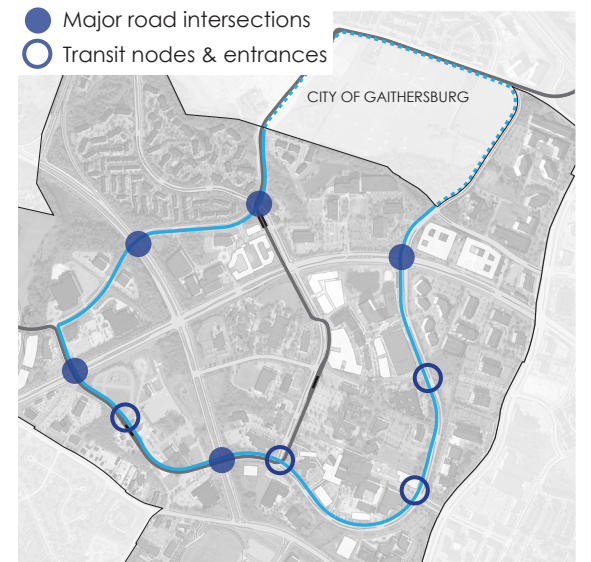 Major road intersections
Transit nodes & entrances
CITY OF GAITHERSBURG